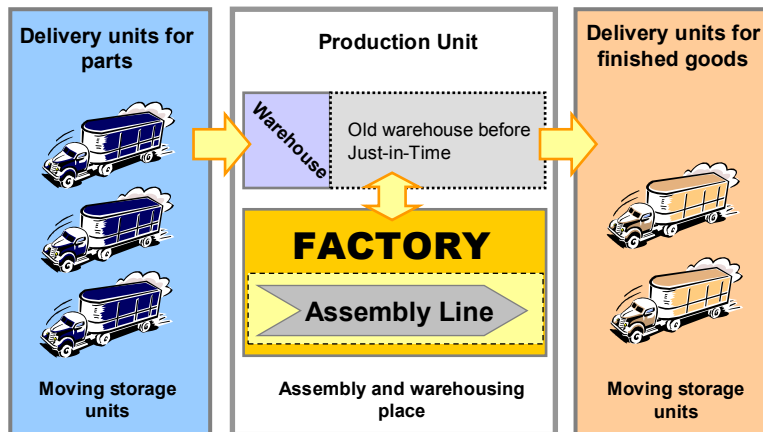 Delivery units for
parts
Moving storage
units
Production Unit
Warehouse
Old warehouse before
Just-in-Time
FACTORY
Assembly Line
Assembly and warehousing
place
Delivery units for
finished goods
Moving storage
units